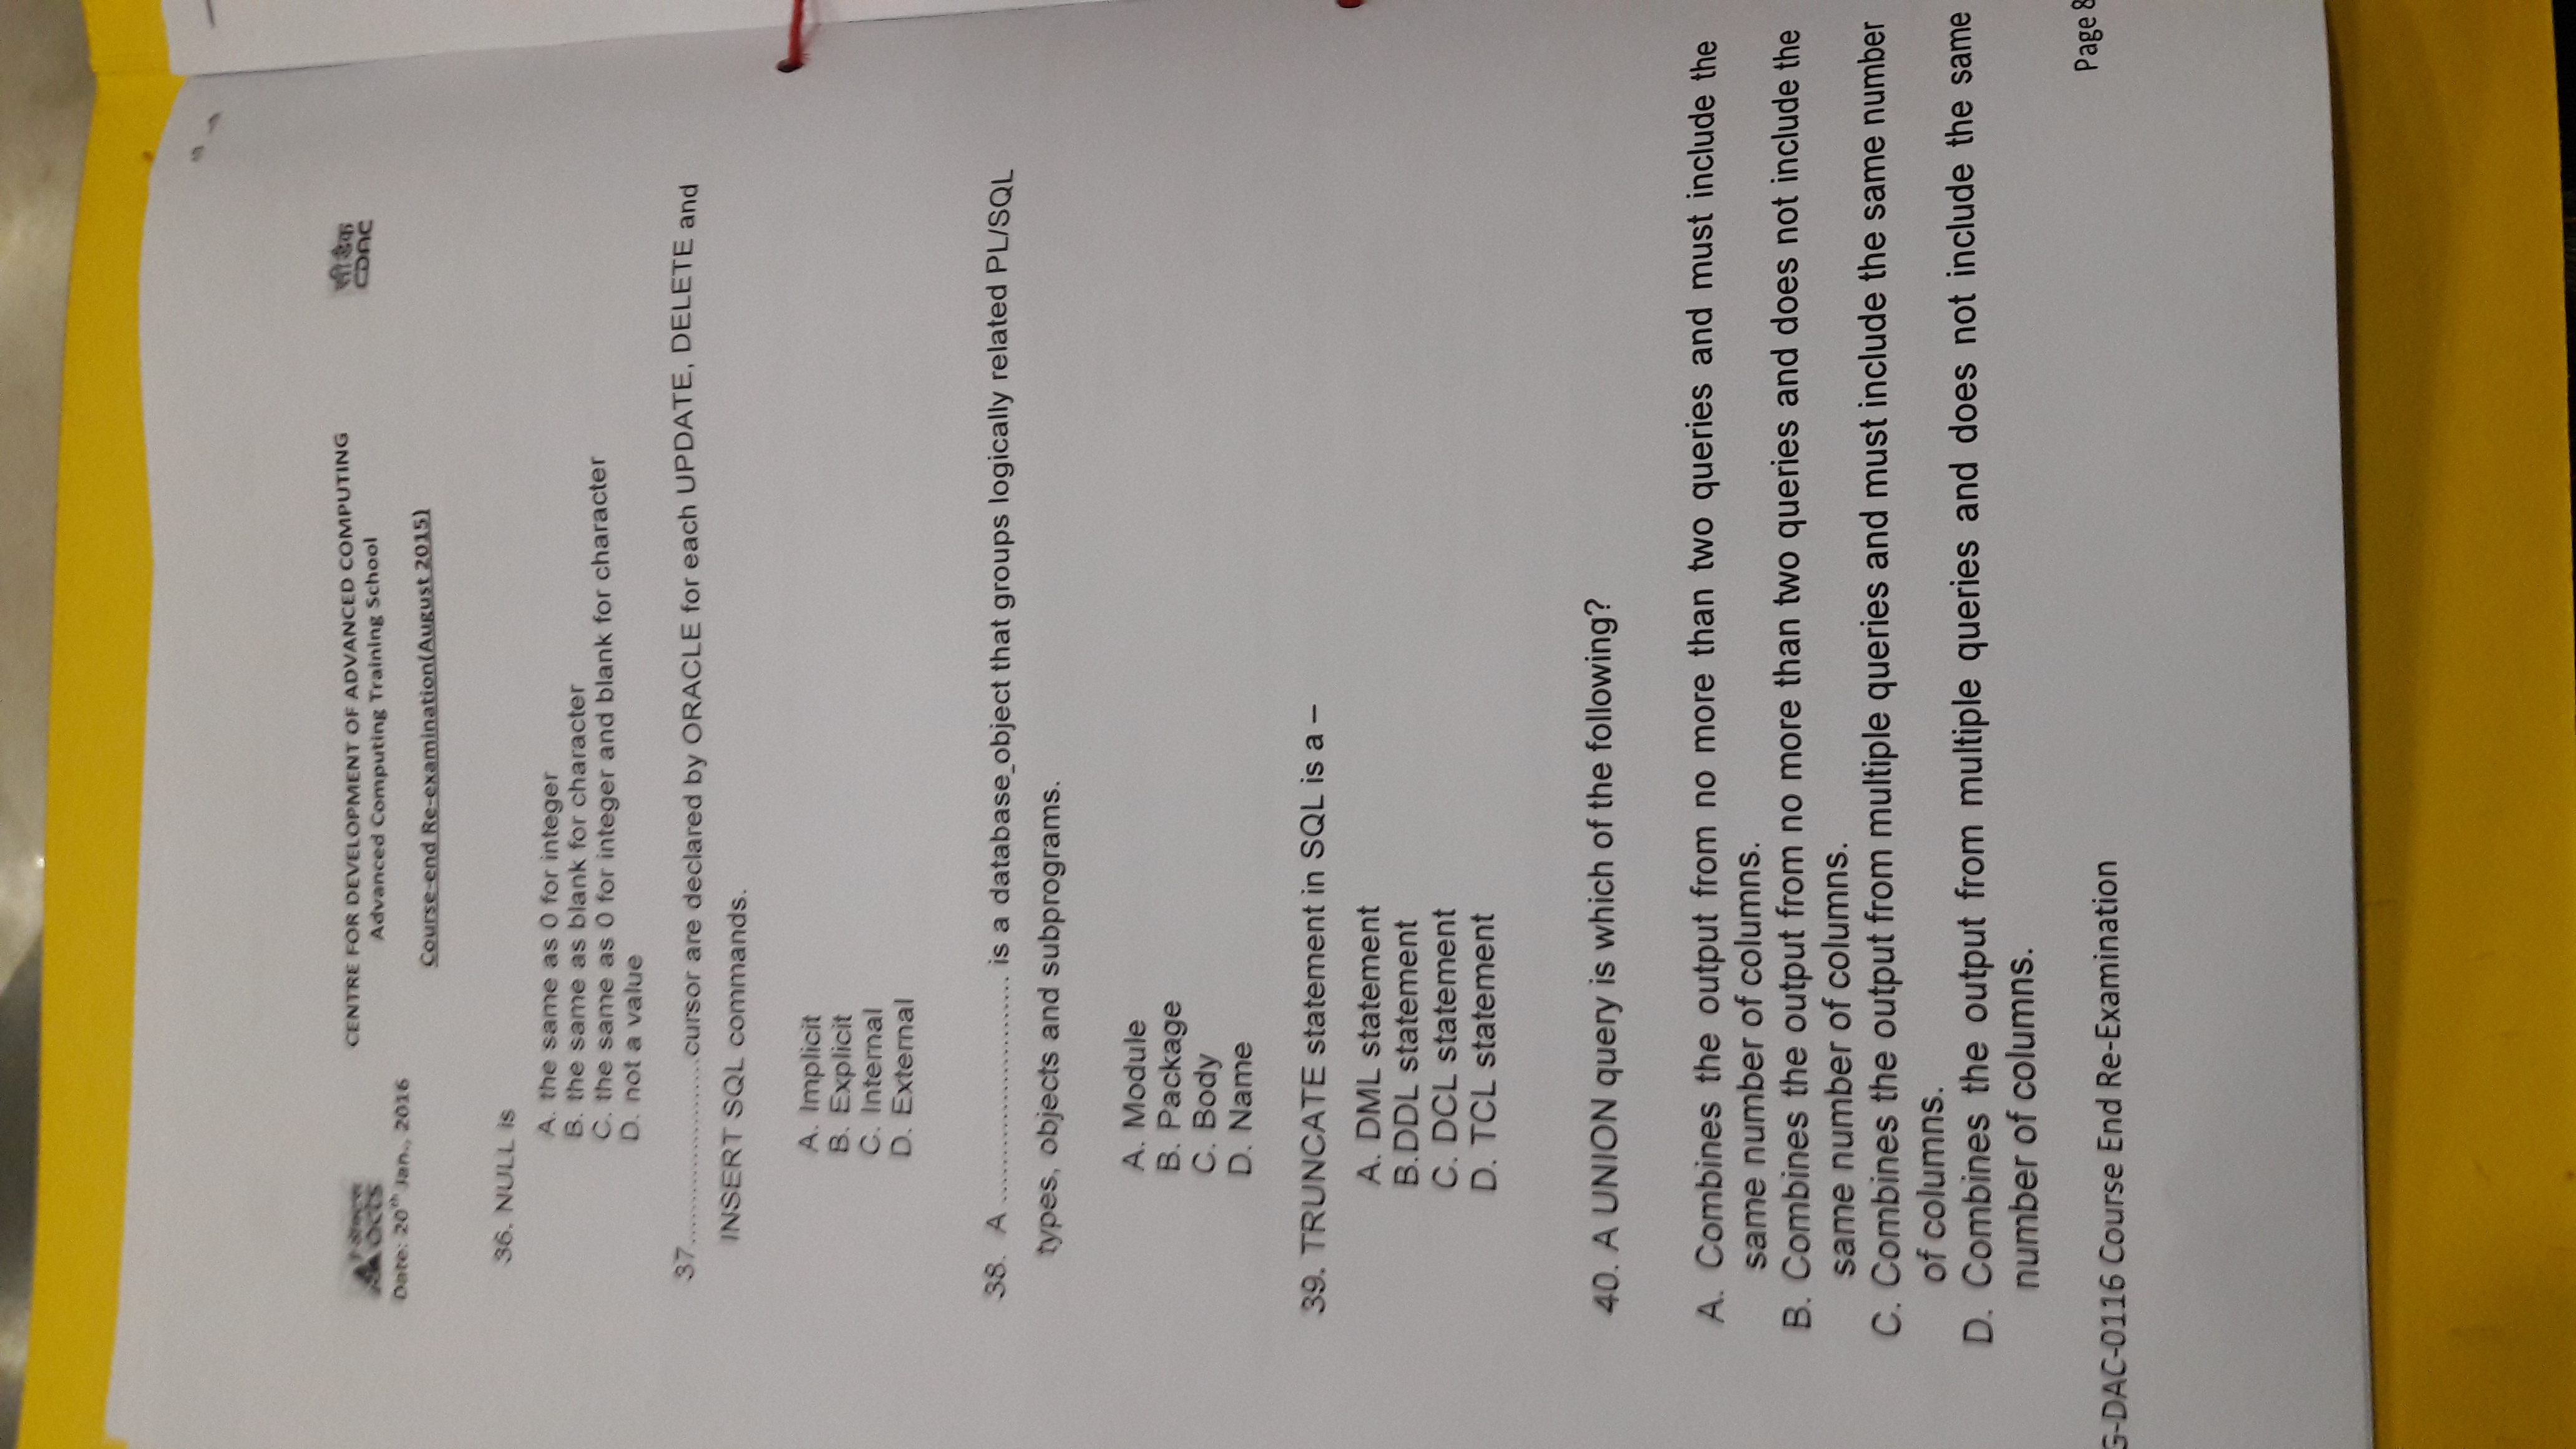 CENTRE FOR DEVELOPMENT OF ADVANCED COMPUTING
सी डैक
CDAC
Advanced Computing Training School
Date: 20th Jan., 2016
Course-end Re-examination(August 2015)
36. NULL is
A. the same as 0 for integer
B. the same as blank for character
C. the same as 0 for integer and blank for character
D. not a value
37......................cursor are declared by ORACLE for each UPDATE, DELETE and
INSERT SQL commands.
A. Implicit
B. Explicit
C. Internal
D. External
38. A .......................... is a database_object that groups logically related PL/SQL
types, objects and subprograms.
A. Module
B. Package
C. Body
D. Name
39. TRUNCATE statement in SQL is a –
A. DML statement
B.DDL statement
C. DCL statement
D. TCL statement
40. A UNION query is which of the following?
A. Combines the output from no more than two queries and must include the
same number of columns.
B. Combines the output from no more than two queries and does not include the
same number of columns.
C. Combines the output from multiple queries and must include the same number
of columns.
D. Combines the output from multiple queries and does not include the same
number of columns.
G-DAC-0116 Course End Re-Examination
Page 8